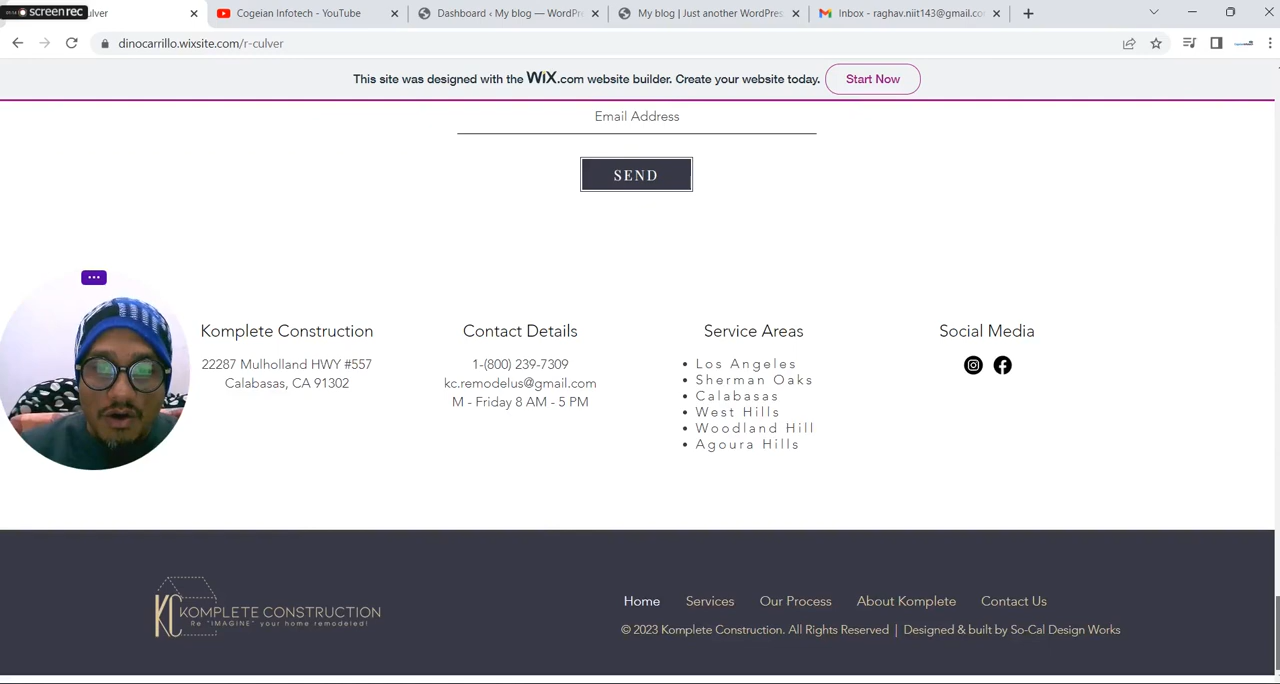 screenrec
ulver
Cogeian Infotech - YouTube
Dashboard ‹ My blog — WordPre
My blog | Just another WordPres
Inbox - raghav.niit143@gmail.co
dinocarrillo.wixsite.com/r-culver
This site was designed with the WiX.com website builder. Create your website today.
Start Now
Email Address
SEND
Komplete Construction
22287 Mulholland HWY #557
Calabasas, CA 91302
Contact Details
1-(800) 239-7309
kc.remodelus@gmail.com
M - Friday 8 AM - 5 PM
Service Areas
• Los Angeles
• Sherman Oaks
• Calabasas
• West Hills
• Woodland Hill
• Agoura Hills
Social Media
KC KOMPLETE CONSTRUCTION
Re "IMAGINE" your home remodeled!
Home Services Our Process About Komplete Contact Us
© 2023 Komplete Construction. All Rights Reserved | Designed & built by So-Cal Design Works